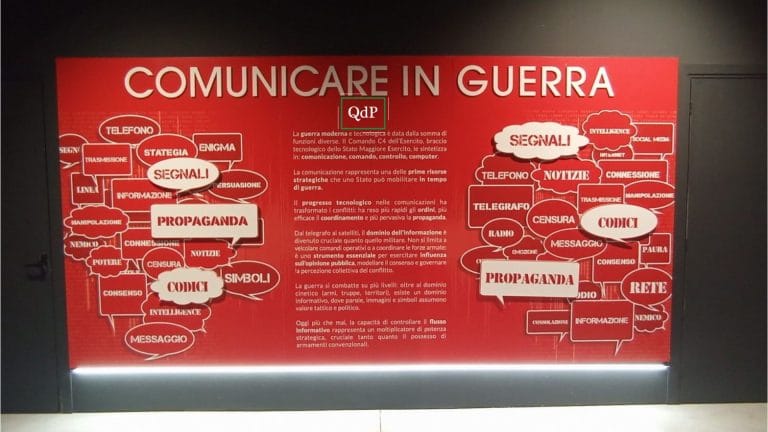 COMUNICARE IN GUERRA
QdP
TELEFONO
STATEGIA
ENIGMA
TRASMISSIONE
SEGNALI
LINEA
INFORMAZIONE
PERSUASIONE
MANIPOLAZIONE
PROPAGANDA
NEMICO
CONNESSIONE
NOTIZIE
POTERE
CENSURA
SIMBOLI
CONSENSO
CODICI
INTELLIGENCE
MESSAGGIO
La guerra moderna e tecnologica è data dalla somma di
funzioni diverse. Il Comando C4 dell'Esercito, braccio
tecnologico dello Stato Maggiore Esercito, le sintetizza
in: comunicazione, comando, controllo, computer.
La comunicazione rappresenta una delle prime risorse
strategiche che uno Stato può mobilitare in tempo
di guerra.
Il progresso tecnologico nelle comunicazioni ha
trasformato i conflitti: ha reso più rapidi gli ordini, più
efficace il coordinamento e più pervasiva la propaganda.
Dal telegrafo ai satelliti, il dominio dell'informazione è
divenuto cruciale quanto quello militare. Non si limita a
veicolare comandi operativi o a coordinare le forze armate:
è uno strumento essenziale per esercitare influenza
sull'opinione pubblica, modellare il consenso e governare
la percezione collettiva del conflitto.
La guerra si combatte su più livelli: oltre al dominio
cinetico (armi, truppe, territori), esiste un dominio
informativo, dove parole, immagini e simboli assumono
valore tattico e politico.
Oggi più che mai, la capacità di controllare il flusso
informativo rappresenta un moltiplicatore di potenza
strategica, cruciale tanto quanto il possesso di
armamenti convenzionali.
SEGNALI
INTELLIGENCE
SOCIAL MEDIA
INTERNET
TELEFONO
NOTIZIE
CONNESSIONE
TRASMISSIONE
MANIPOLAZIONE
TELEGRAFO
CENSURA
CODICI
RADIO
EMOZIONE
MESSAGGIO
PAURA
PROPAGANDA
CONSENSO
RETE
CONSOLAZIONE
INFORMAZIONE
NEMICO